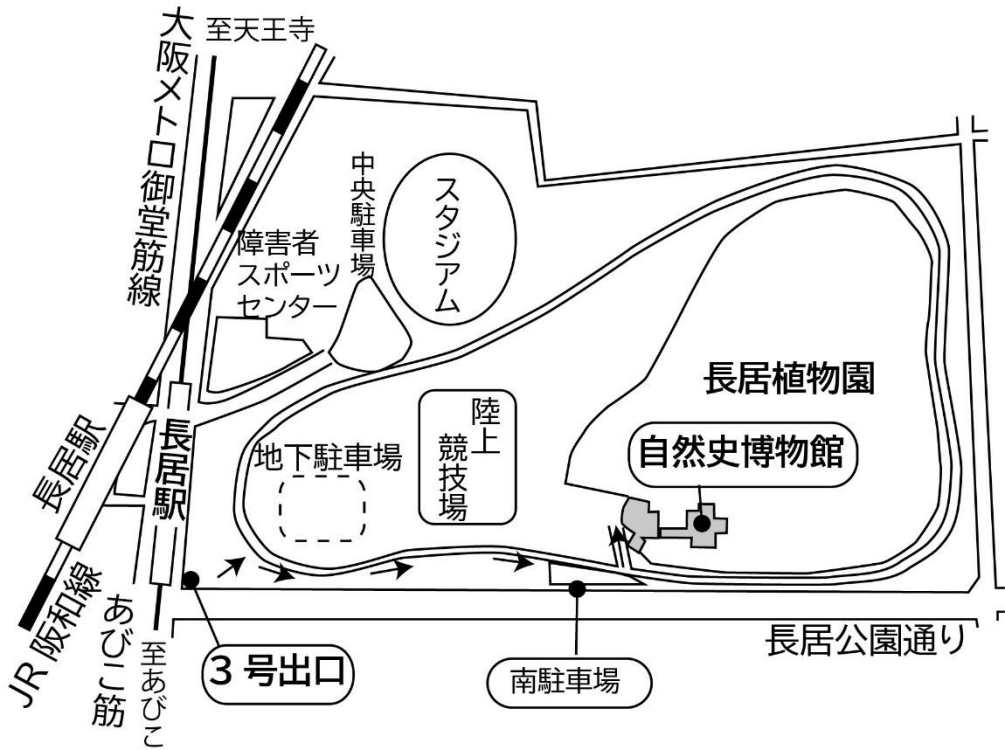 至天王寺
大阪メトロ御堂筋線
中央駐車場
スタジアム
障害者
スポーツ
センター
長居植物園
自然史博物館
陸上
競技場
地下駐車場
長居駅
長居駅
JR阪和線
あびこ筋
至あびこ
3号出口
南駐車場
長居公園通り